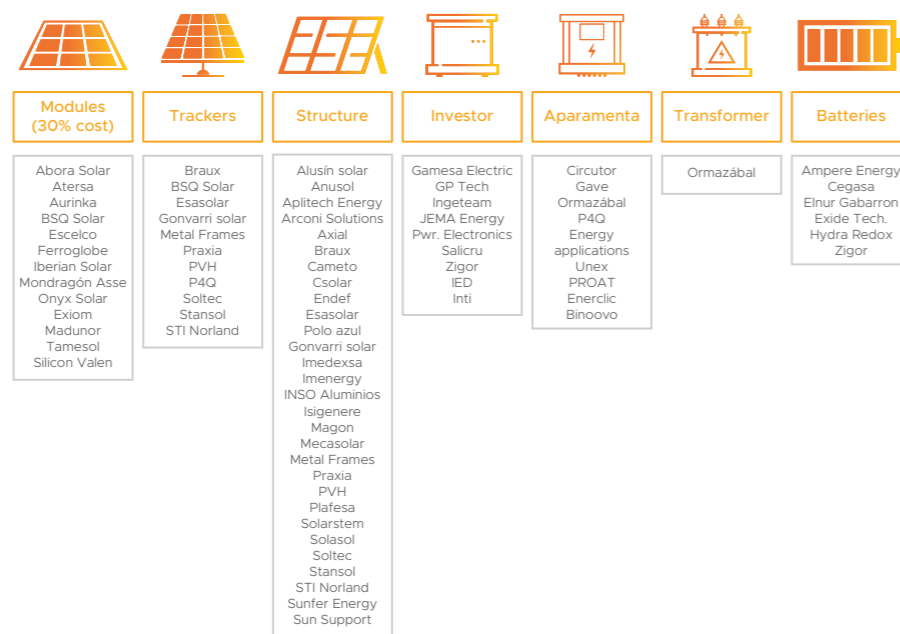 Modules
(30% cost)
Trackers
Structure
Investor
Aparamenta
Transformer
Batteries
Abora Solar
Atersa
Aurinka
BSQ Solar
Escelco
Ferroglobe
Iberian Solar
Mondragón Asse
Onyx Solar
Exiom
Madunor
Tamesol
Silicon Valen
Braux
BSQ Solar
Esasolar
Gonvarri solar
Metal Frames
Praxia
PVH
P4Q
Soltec
Stansol
STI Norland
Alusín solar
Anusol
Aplitech Energy
Arconi Solutions
Axial
Braux
Cameto
Csolar
Endef
Esasolar
Polo azul
Gonvarri solar
Imedexsa
Imenergy
INSO Aluminios
Isigenere
Magon
Mecasolar
Metal Frames
Praxia
PVH
Plafesa
Solarstem
Solasol
Soltec
Stansol
STI Norland
Sunfer Energy
Sun Support
Gamesa Electric
GP Tech
Ingeteam
JEMA Energy
Pwr. Electronics
Salicru
Zigor
IED
Inti
Circutor
Gave
Ormazábal
P4Q
Energy
applications
Unex
PROAT
Enerclic
Binoovo
Ormazábal
Ampere Energy
Cegasa
Elnur Gabarron
Exide Tech.
Hydra Redox
Zigor